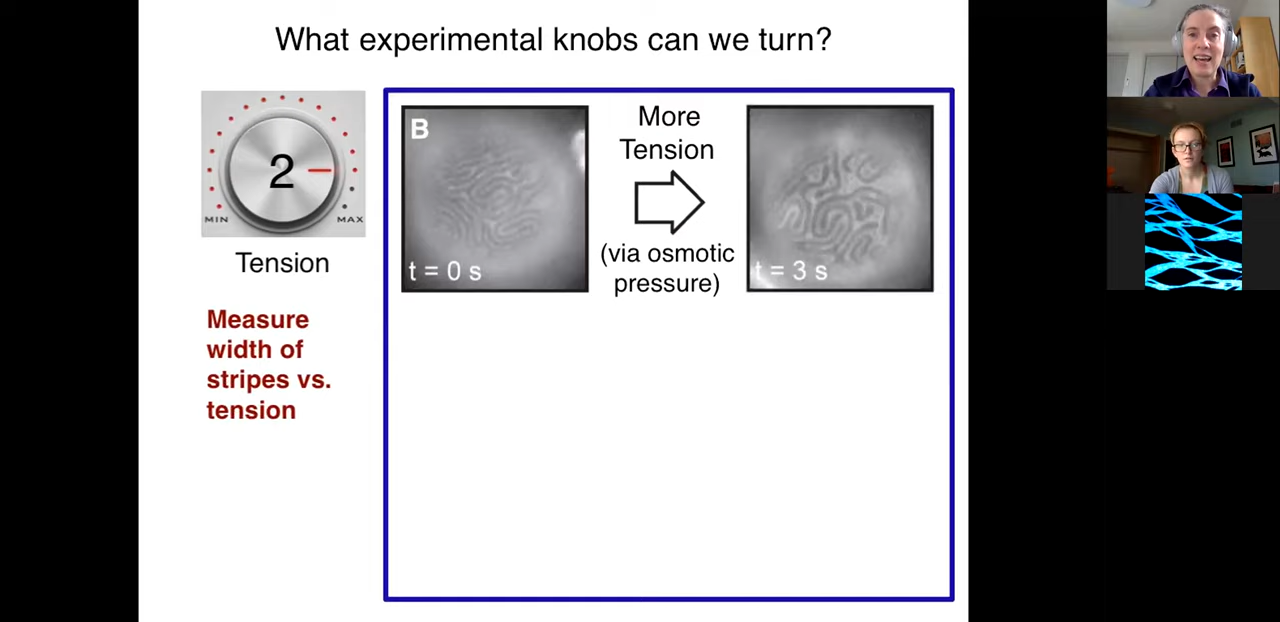 What experimental knobs can we turn?
2
MIN
MAX
Tension
Measure
width of
stripes vs.
tension
B
t = 0 s
More
Tension
(via osmotic
pressure)
t = 3 s